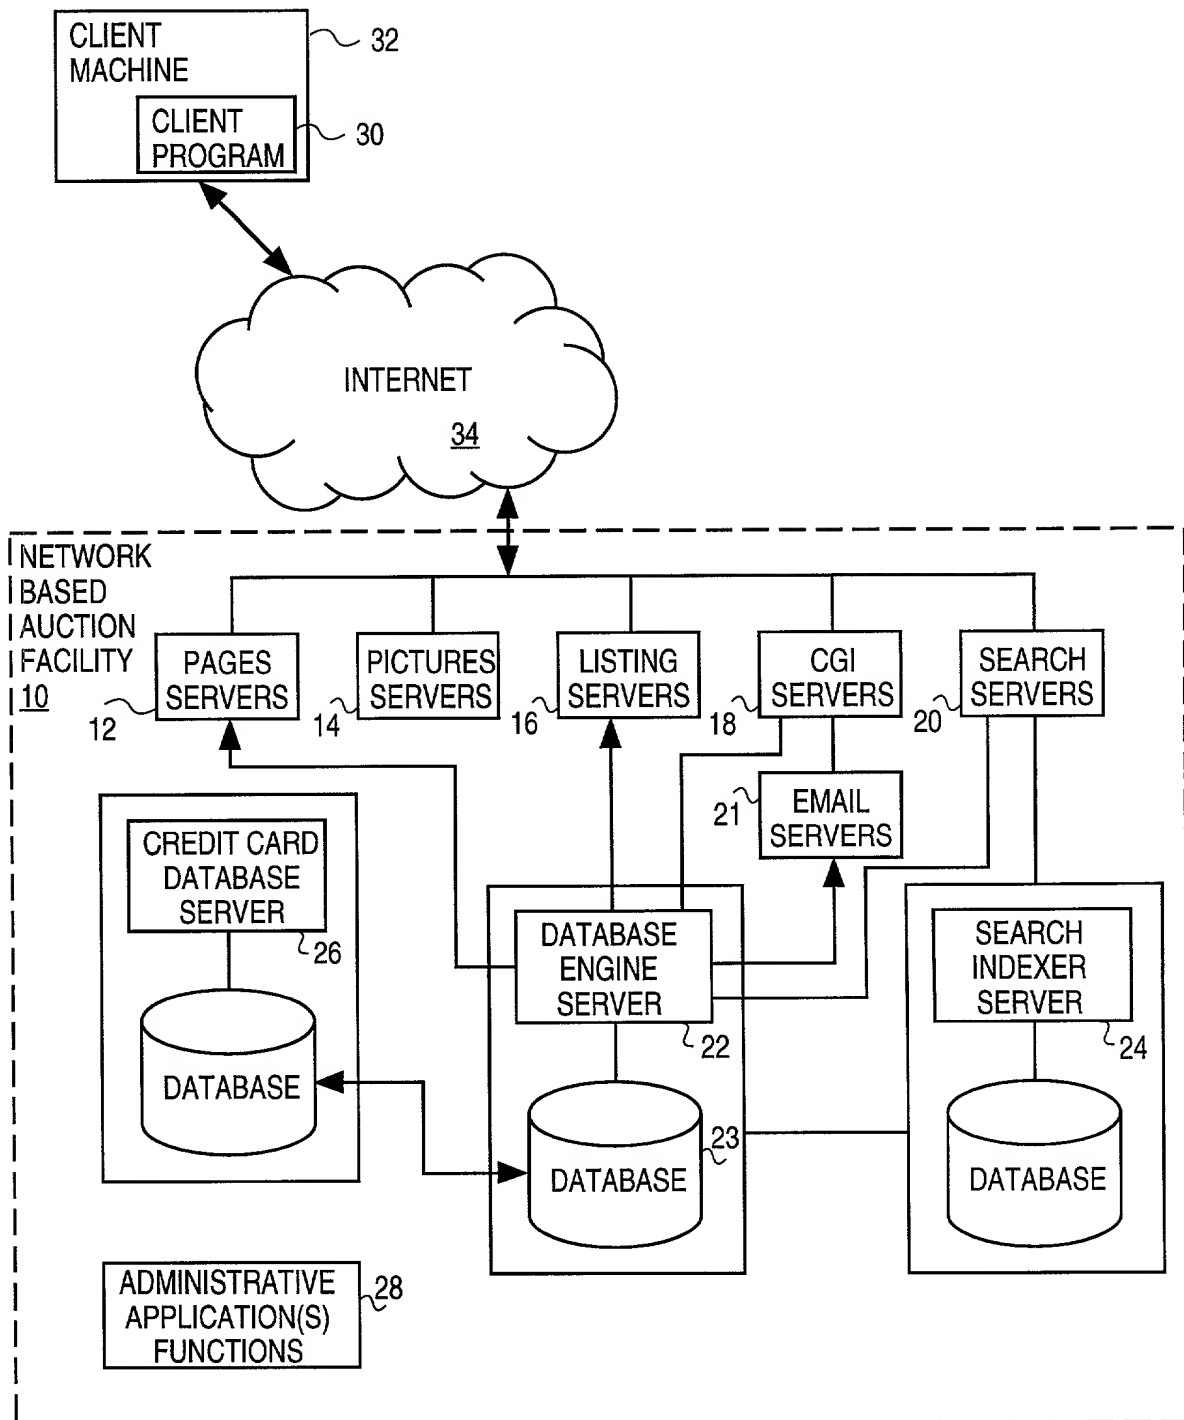 CLIENT
MACHINE
32
CLIENT
PROGRAM
30
INTERNET
34
NETWORK
BASED
AUCTION
FACILITY
10
PAGES
SERVERS
12
PICTURES
SERVERS
14
LISTING
SERVERS
16
CGI
SERVERS
18
SEARCH
SERVERS
20
EMAIL
SERVERS
21
CREDIT CARD
DATABASE
SERVER
26
DATABASE
DATABASE
ENGINE
SERVER
22
DATABASE
23
SEARCH
INDEXER
SERVER
24
DATABASE
ADMINISTRATIVE
APPLICATION(S)
FUNCTIONS
28